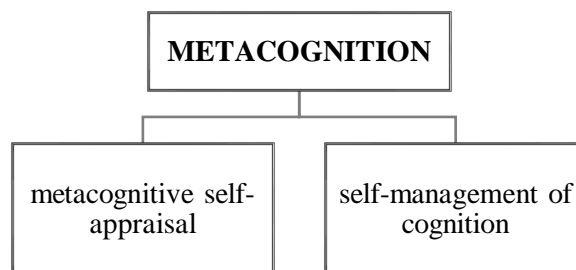 METACOGNITION
metacognitive self-
appraisal
self-management of
cognition